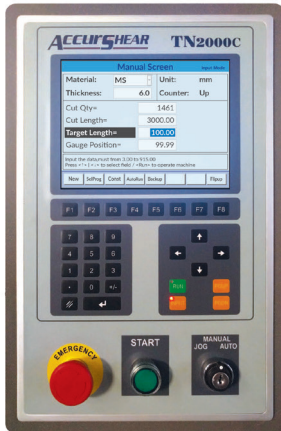 ACCURSHEAR TN2000C
Manual Screen
Material: MS Unit: mm
Thickness: 6.0 Counter: Up
Cut Qty= 1461
Cut Length= 3000.00
Target Length= 100.00
Gauge Position= 99.99
New SelProg Const AutoRun Backup
F1 F2 F3 F4 F5 F6 F7 F8
7 8 9
4 5 6
1 2 3
• 0 +/-
RUN
EMERGENCY
START
MANUAL
JOG AUTO